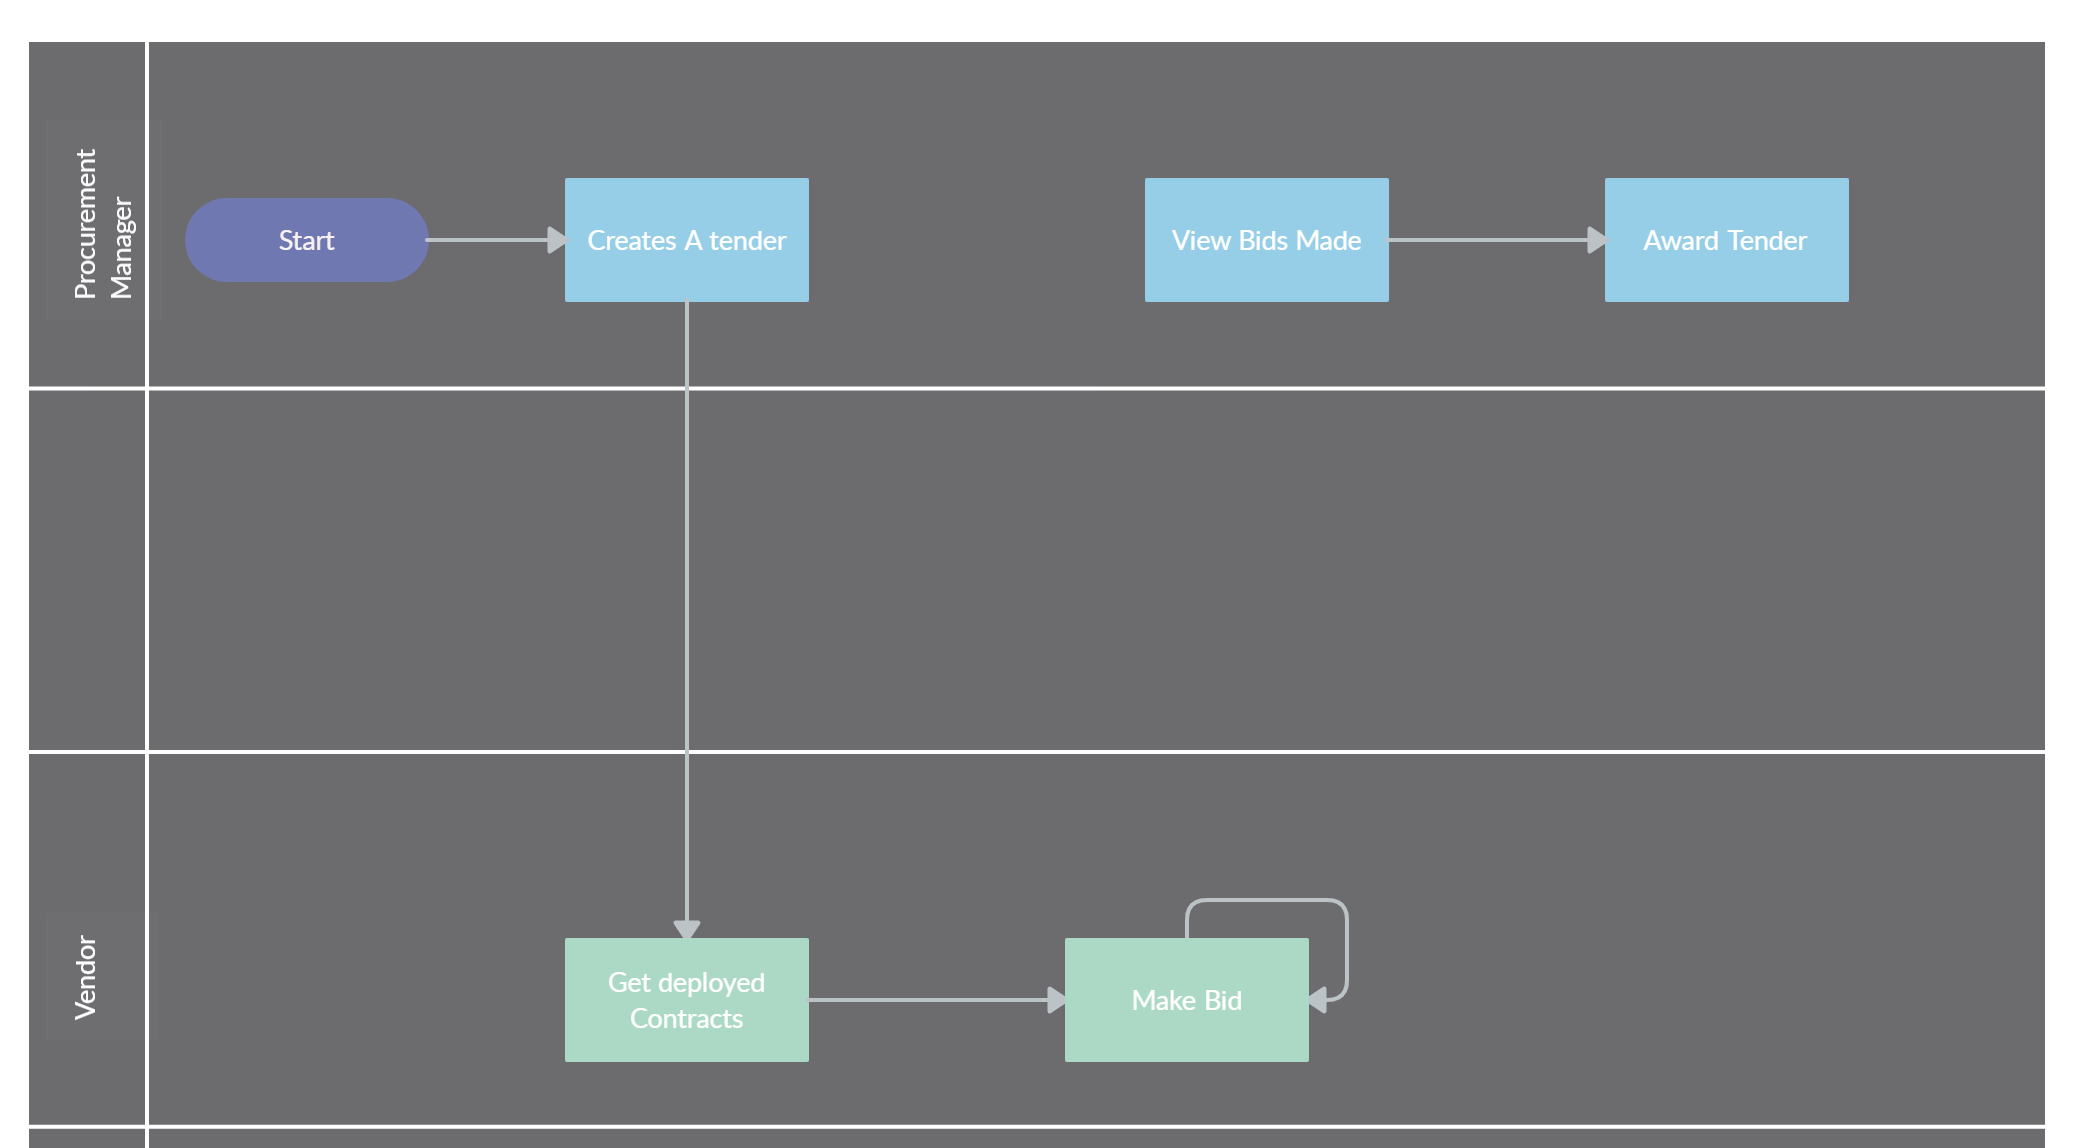 Procurement
Manager
Start
Creates A tender
View Bids Made
Award Tender
Vendor
Get deployed
Contracts
Make Bid